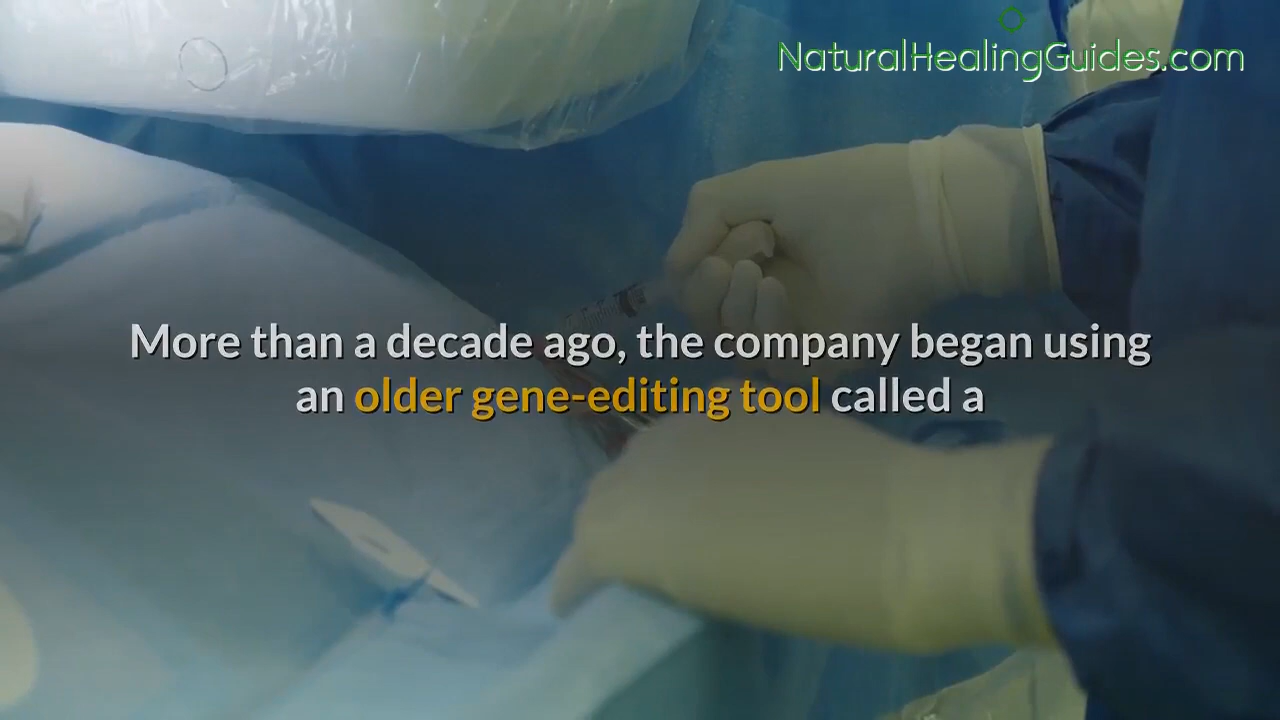 NaturalHealingGuides.com
More than a decade ago, the company began using
an older gene-editing tool called a